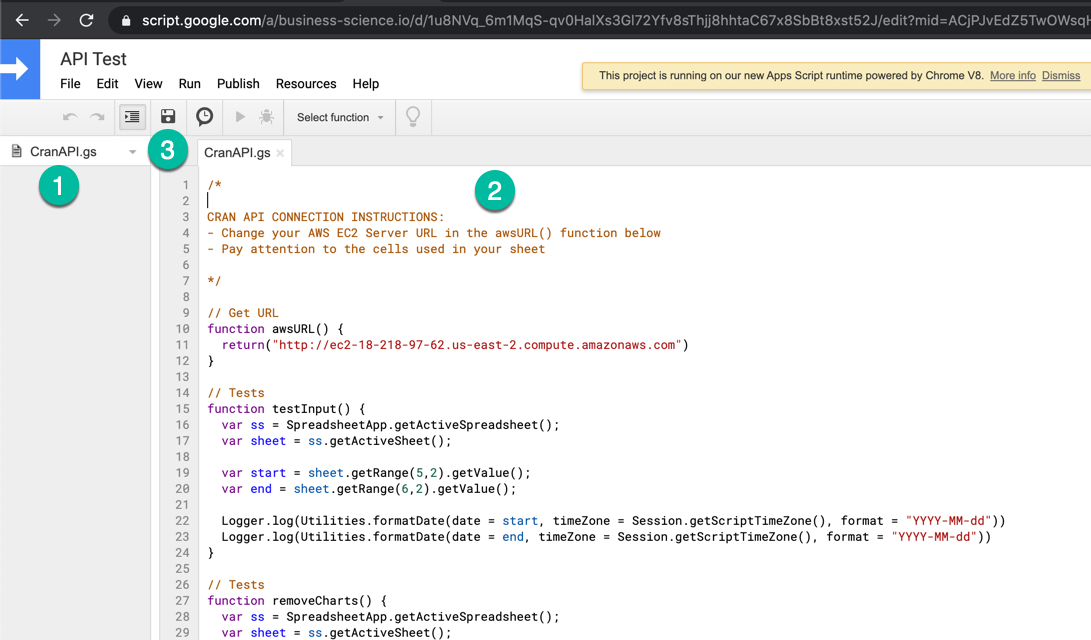 script.google.com/a/business-science.io/d/1u8NVq_6m1MqS-qv0HalXs3Gl72Yfv8sThjj8hhtaC67x8SbBt8xst52J/edit?mid=ACjPJvEdZ5TwOWsqH
API Test
File Edit View Run Publish Resources Help
This project is running on our new Apps Script runtime powered by Chrome V8. More info Dismiss
Select function
CranAPI.gs
3
CranAPI.gs
1
2
1 /*
2
3 CRAN API CONNECTION INSTRUCTIONS:
4 - Change your AWS EC2 Server URL in the awsURL() function below
5 - Pay attention to the cells used in your sheet
6
7 */
8
9 // Get URL
10 function awsURL() {
11 return("http://ec2-18-218-97-62.us-east-2.compute.amazonaws.com")
12 }
13
14 // Tests
15 function testInput() {
16 var ss = SpreadsheetApp.getActiveSpreadsheet();
17 var sheet = ss.getActiveSheet();
18
19 var start = sheet.getRange(5,2).getValue();
20 var end = sheet.getRange(6,2).getValue();
21
22 Logger.log(Utilities.formatDate(date = start, timeZone = Session.getScriptTimeZone(), format = "YYYY-MM-dd"))
23 Logger.log(Utilities.formatDate(date = end, timeZone = Session.getScriptTimeZone(), format = "YYYY-MM-dd"))
24 }
25
26 // Tests
27 function removeCharts() {
28 var ss = SpreadsheetApp.getActiveSpreadsheet();
29 var sheet = ss.getActiveSheet();